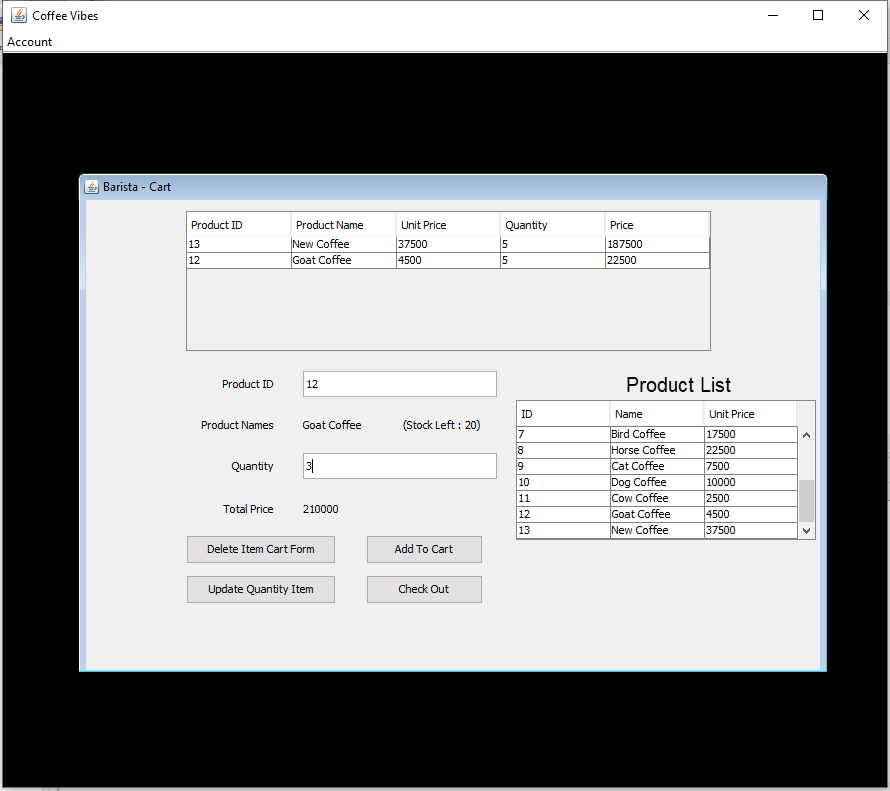 Coffee Vibes
Account
Barista - Cart
Product ID Product Name Unit Price Quantity Price
13 New Coffee 37500 5 187500
12 Goat Coffee 4500 5 22500
Product ID 12
Product Names Goat Coffee (Stock Left : 20)
Quantity 3
Total Price 210000
Delete Item Cart Form Add To Cart
Update Quantity Item Check Out
Product List
ID Name Unit Price
7 Bird Coffee 17500
8 Horse Coffee 22500
9 Cat Coffee 7500
10 Dog Coffee 10000
11 Cow Coffee 2500
12 Goat Coffee 4500
13 New Coffee 37500